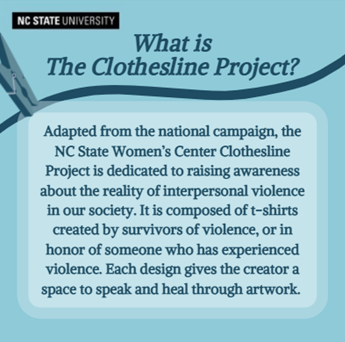 NC STATE UNIVERSITY
What is
The Clothesline Project?
Adapted from the national campaign, the
NC State Women's Center Clothesline
Project is dedicated to raising awareness
about the reality of interpersonal violence
in our society. It is composed of t-shirts
created by survivors of violence, or in
honor of someone who has experienced
violence. Each design gives the creator a
space to speak and heal through artwork.